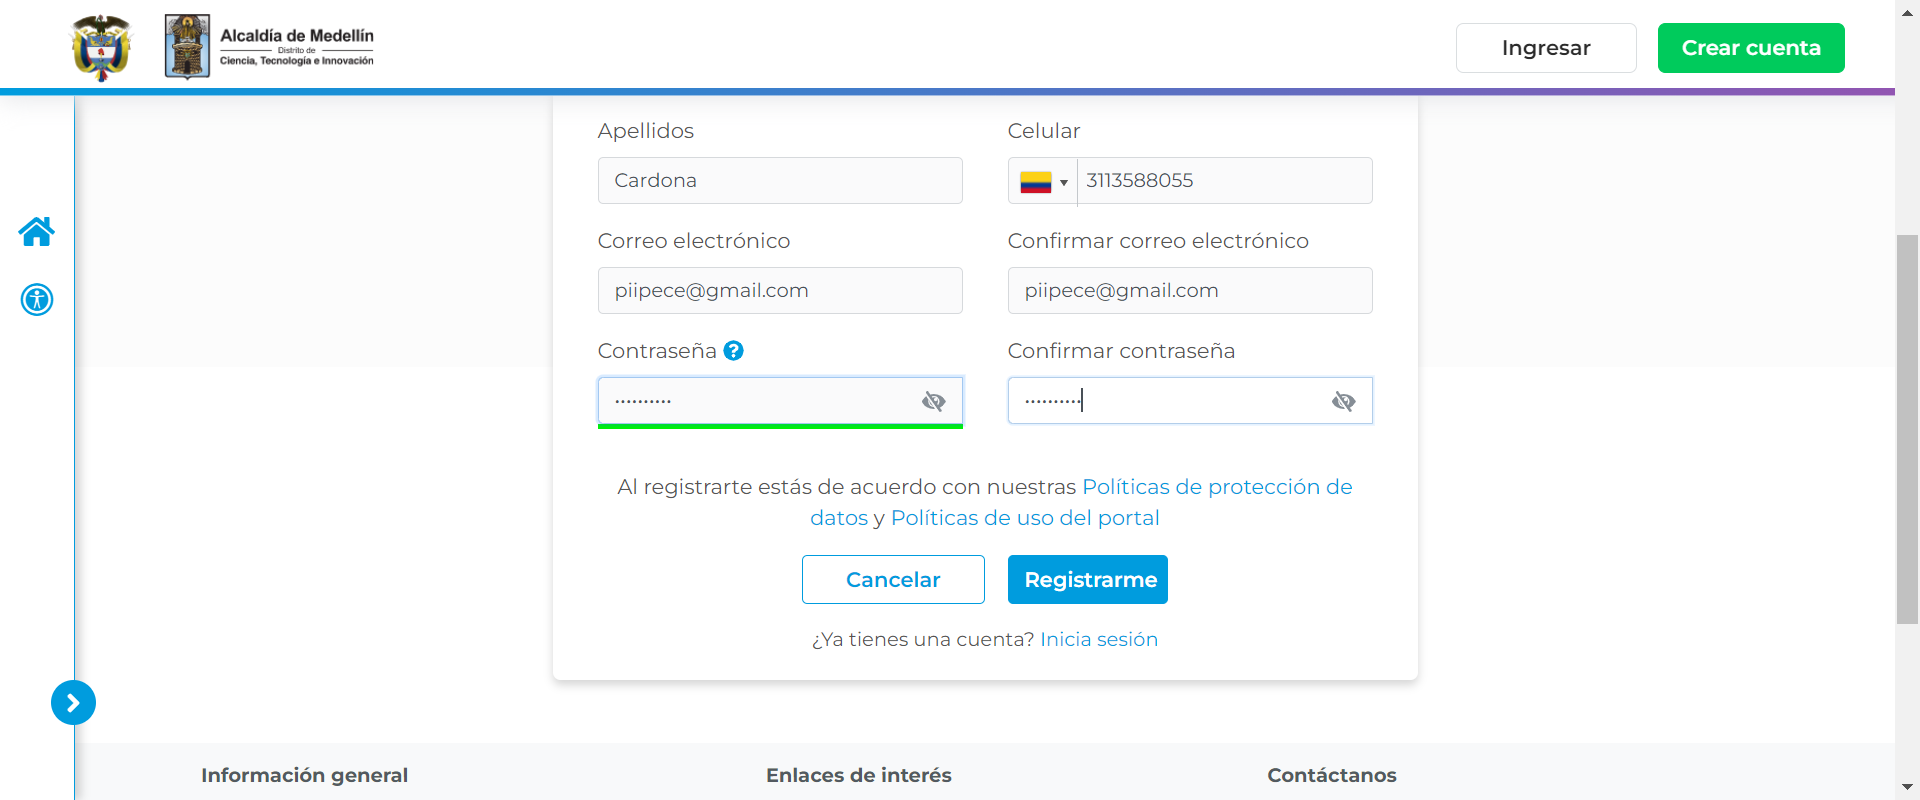 Alcaldía de Medellín
Distrito de
Ciencia, Tecnología e Innovación
Ingresar
Crear cuenta
Apellidos
Celular
Cardona
3113588055
Correo electrónico
Confirmar correo electrónico
piipece@gmail.com
piipece@gmail.com
Contraseña ?
Confirmar contraseña
Al registrarte estás de acuerdo con nuestras Políticas de protección de
datos y Políticas de uso del portal
Cancelar
Registrarme
¿Ya tienes una cuenta? Inicia sesión
Información general
Enlaces de interés
Contáctanos